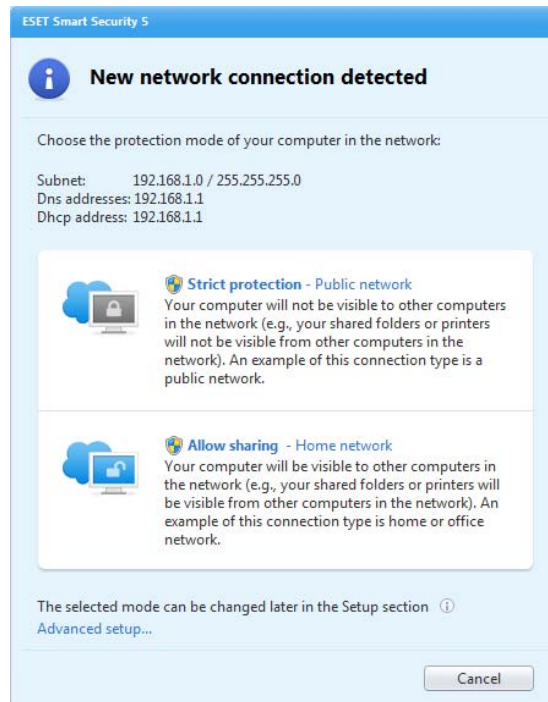 ESET Smart Security 5
New network connection detected
Choose the protection mode of your computer in the network:
Subnet: 192.168.1.0 / 255.255.255.0
Dns addresses: 192.168.1.1
Dhcp address: 192.168.1.1
Strict protection - Public network
Your computer will not be visible to other computers
in the network (e.g., your shared folders or printers
will not be visible from other computers in the
network). An example of this connection type is a
public network.
Allow sharing - Home network
Your computer will be visible to other computers in
the network (e.g., your shared folders or printers will
be visible from other computers in the network). An
example of this connection type is home or office
network.
The selected mode can be changed later in the Setup section
Advanced setup...
Cancel